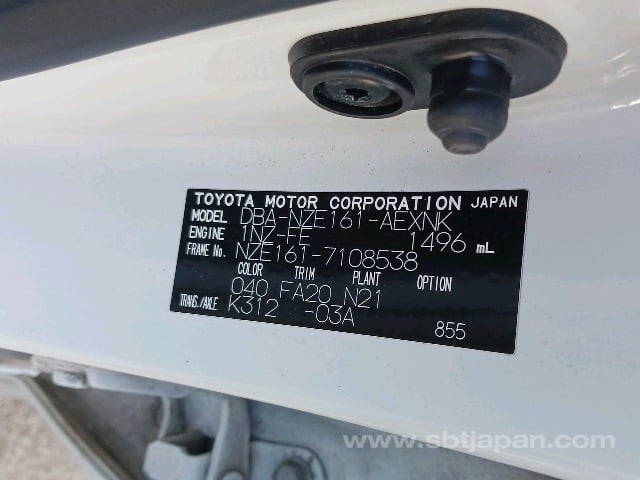 TOYOTA MOTOR CORPORATION JAPAN
MODEL DBA-NZE161-AEXNK
ENGINE 1NZ-FE 1496 mL
FRAME No. NZE161-7108538
COLOR TRIM PLANT OPTION
040 FA20 N21
TRANS./AXLE K312 -03A
855
www.sbtjapan.com